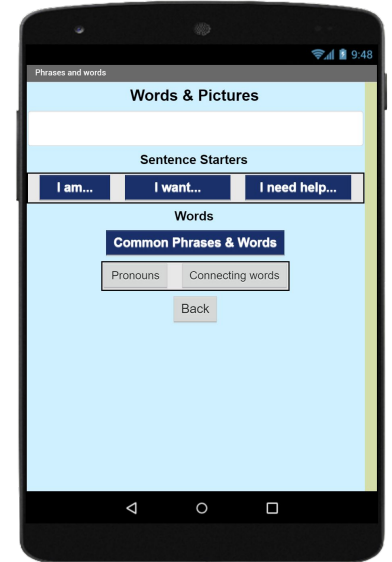 9:48
Phrases and words
Words & Pictures
Sentence Starters
I am... I want... I need help...
Words
Common Phrases & Words
Pronouns Connecting words
Back